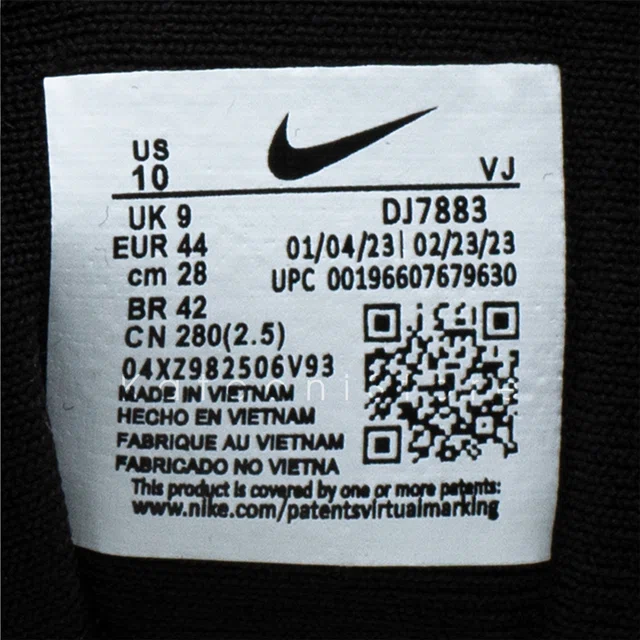 US
10
VJ
UK 9
DJ7883
EUR 44
01/04/23| 02/23/23
cm 28
UPC 00196607679630
BR 42
CN 280(2.5)
04XZ982506V93
MADE IN VIETNAM
HECHO EN VIETNAM
FABRIQUE AU VIETNAM
FABRICADO NO VIETNA
This product is covered by one or more patents:
www.nike.com/patentsvirtualmarking